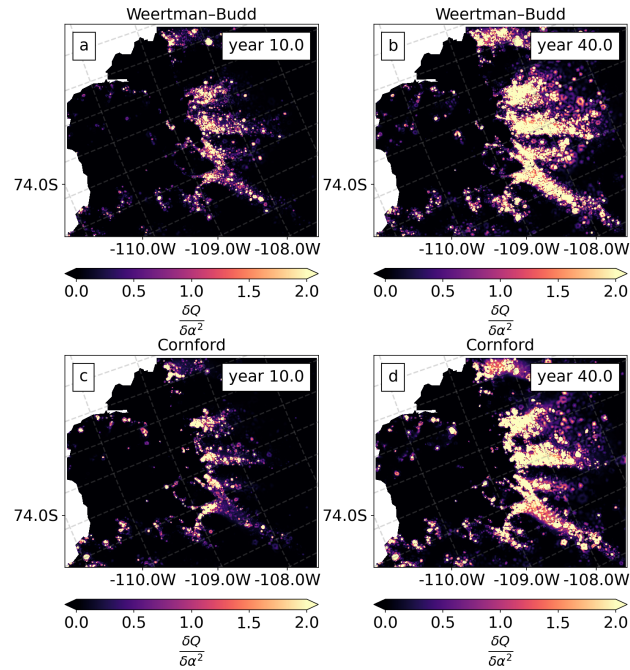 Weertman–Budd
Weertman–Budd
a
year 10.0
b
year 40.0
74.0S
74.0S
-110.0W
-109.0W
-108.0W
-110.0W
-109.0W
-108.0W
0.0
0.5
1.0
1.5
2.0
0.0
0.5
1.0
1.5
2.0
δQ
δα²
δQ
δα²
Cornford
Cornford
c
year 10.0
d
year 40.0
74.0S
74.0S
-110.0W
-109.0W
-108.0W
-110.0W
-109.0W
-108.0W
0.0
0.5
1.0
1.5
2.0
0.0
0.5
1.0
1.5
2.0
δQ
δα²
δQ
δα²